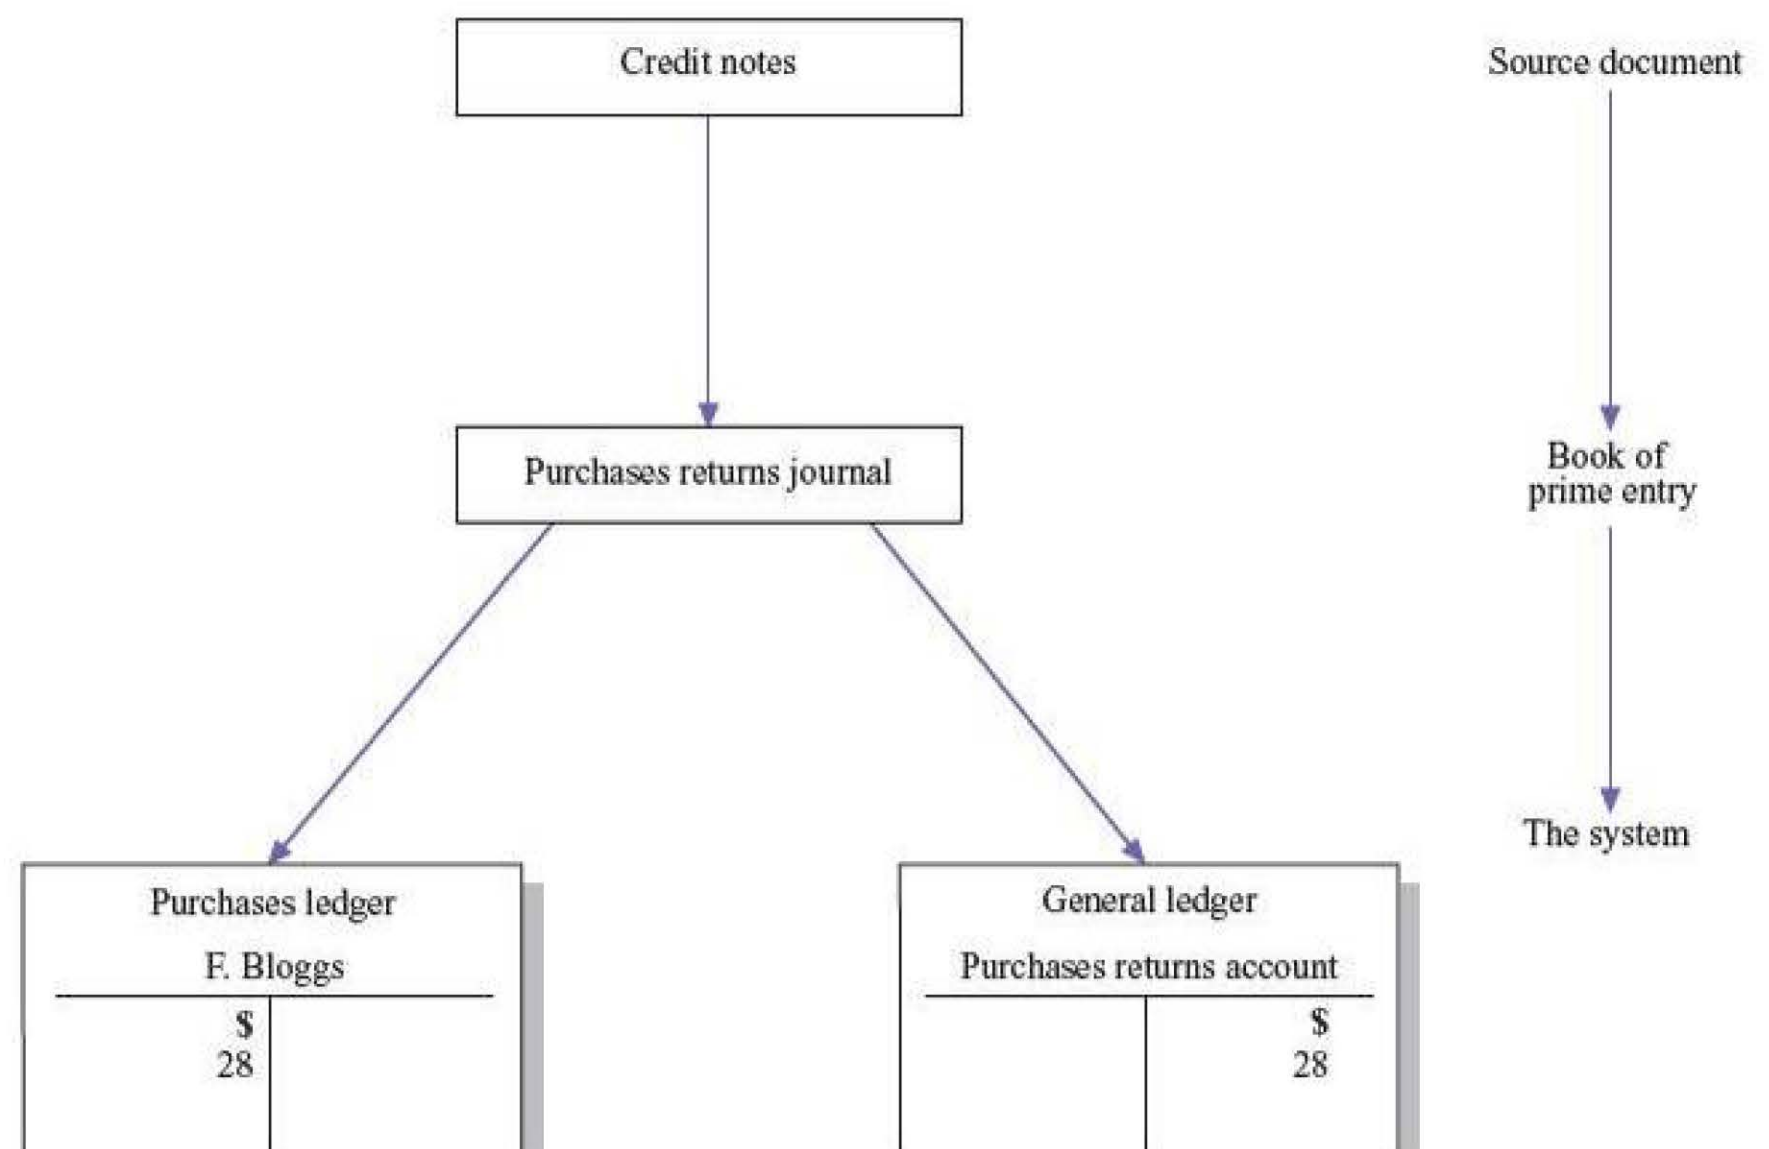 Credit notes
Source document
Purchases returns journal
Book of
prime entry
The system
Purchases ledger
F. Bloggs
$
28
General ledger
Purchases returns account
$
28